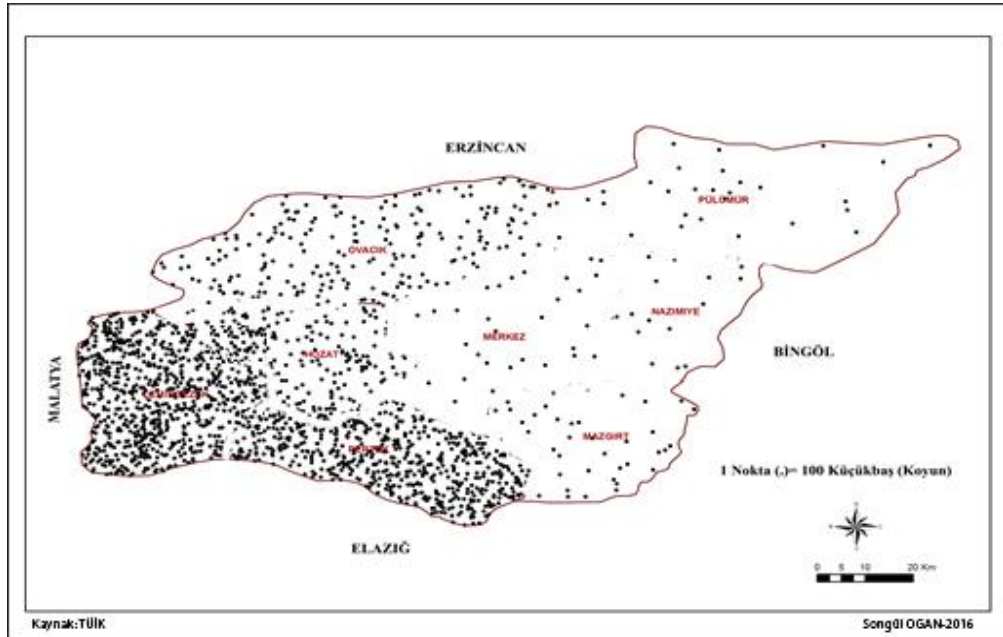 ERZİNCAN
PÜLÜMÜR
OVACIK
NAZIMIYE
MERKEZ
HOZAT
BİNGÖL
MALATYA
MAZGIRT
1 Nokta (.)= 100 Küçükbaş (Koyun)
ELAZIĞ
0 5 10 20 Km
Kaynak:TÜİK
Songül OGAN-2016